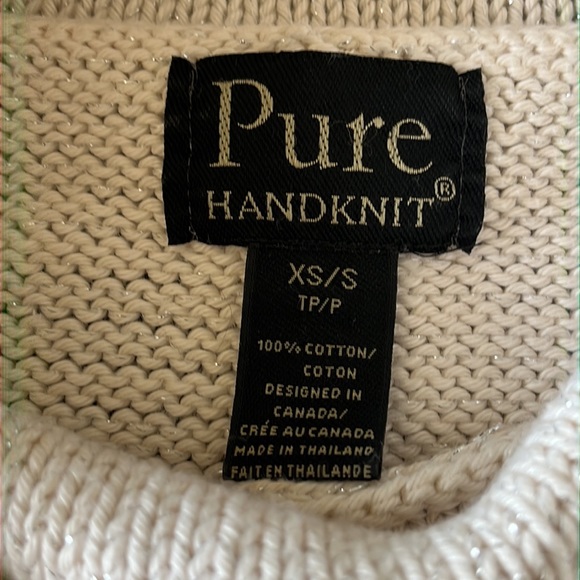 Pure
HANDKNIT®
XS/S
TP/P
100% COTTON/
COTON
DESIGNED IN
CANADA/
CRÉE AU CANADA
MADE IN THAILAND
FAIT EN THAILANDE